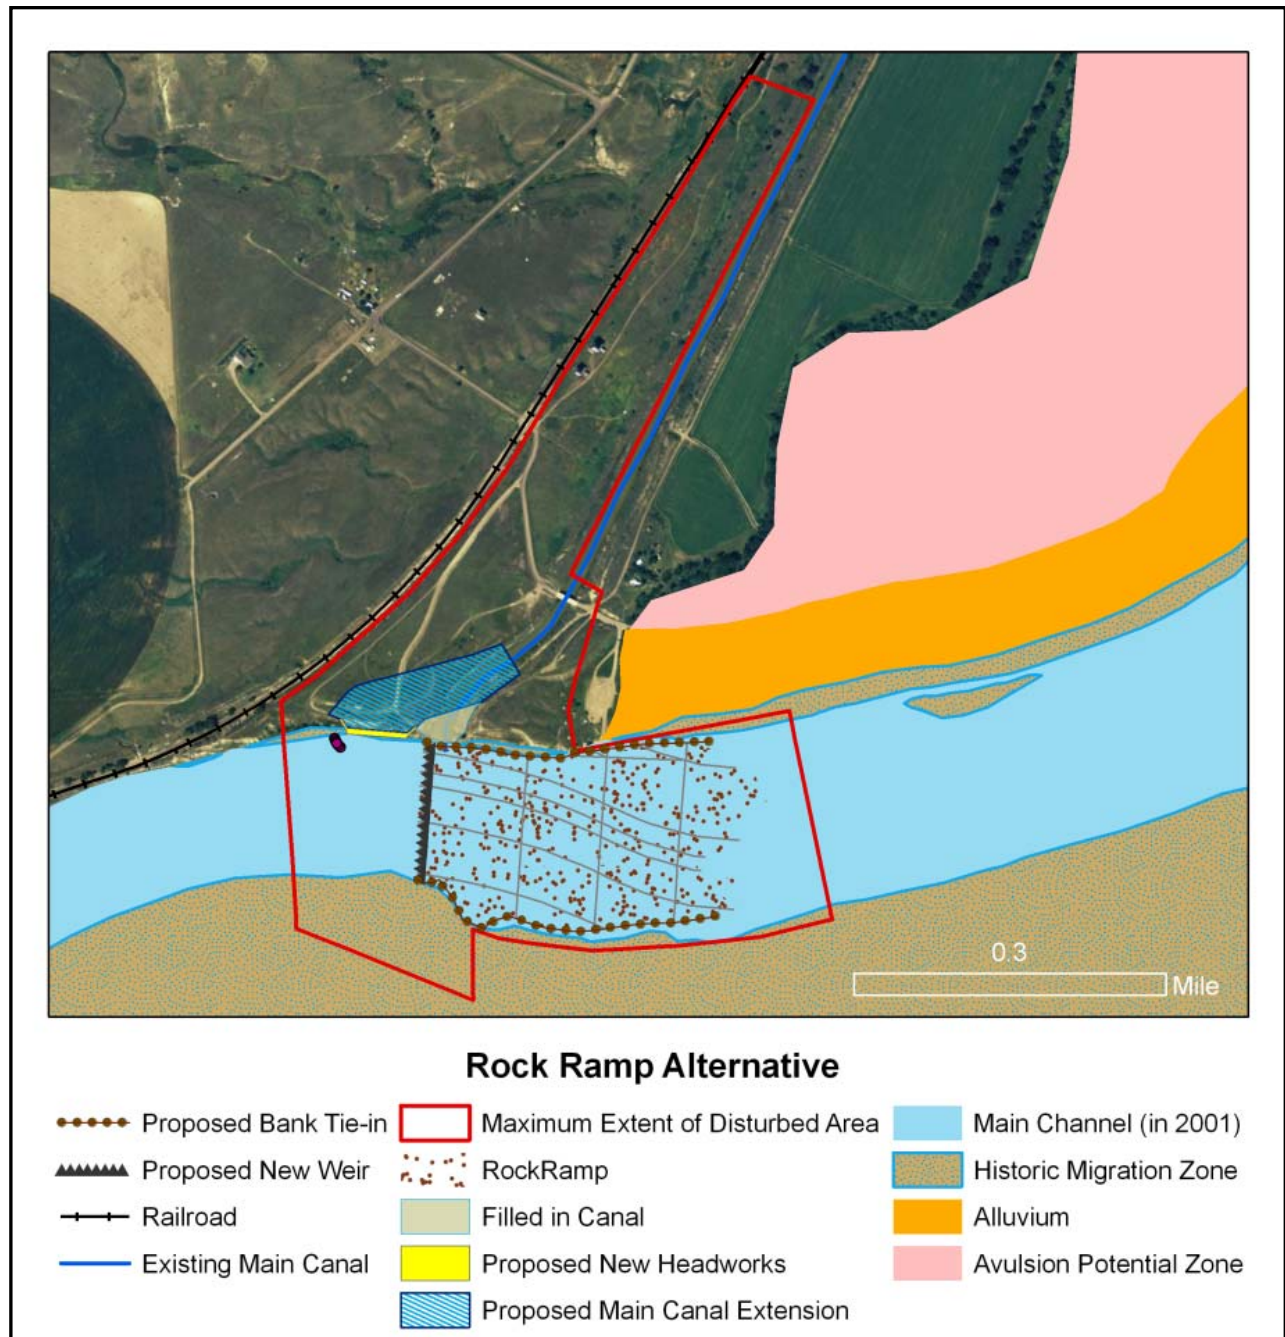 0.3
Mile
Rock Ramp Alternative
Proposed Bank Tie-in
Proposed New Weir
Railroad
Existing Main Canal
Maximum Extent of Disturbed Area
RockRamp
Filled in Canal
Proposed New Headworks
Proposed Main Canal Extension
Main Channel (in 2001)
Historic Migration Zone
Alluvium
Avulsion Potential Zone